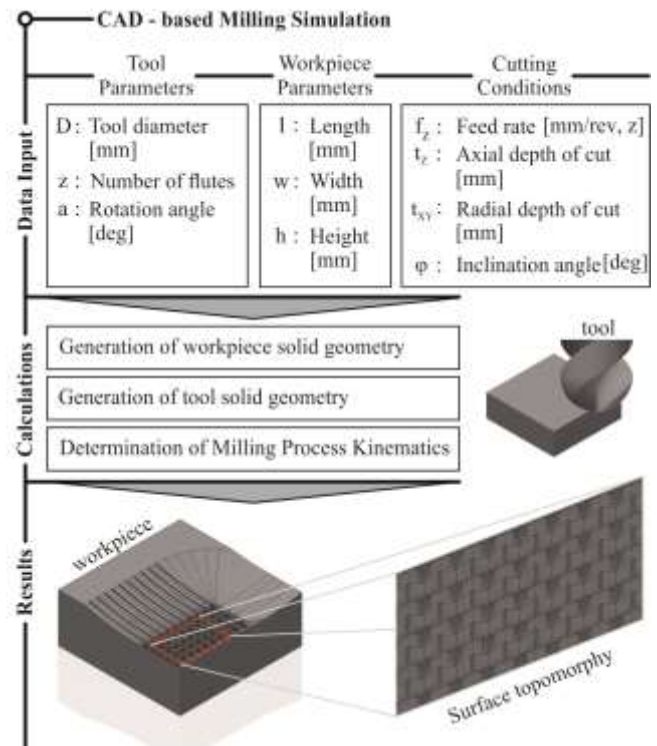 CAD - based Milling Simulation
Tool
Parameters
Workpiece
Parameters
Cutting
Conditions
Data Input
D : Tool diameter
[mm]
z : Number of flutes
a : Rotation angle
[deg]
l : Length
[mm]
w : Width
[mm]
h : Height
[mm]
f_z : Feed rate [mm/rev, z]
t_z : Axial depth of cut
[mm]
t_XY : Radial depth of cut
[mm]
φ : Inclination angle[deg]
Calculations
Generation of workpiece solid geometry
Generation of tool solid geometry
Determination of Milling Process Kinematics
tool
Results
workpiece
Surface topomorphy